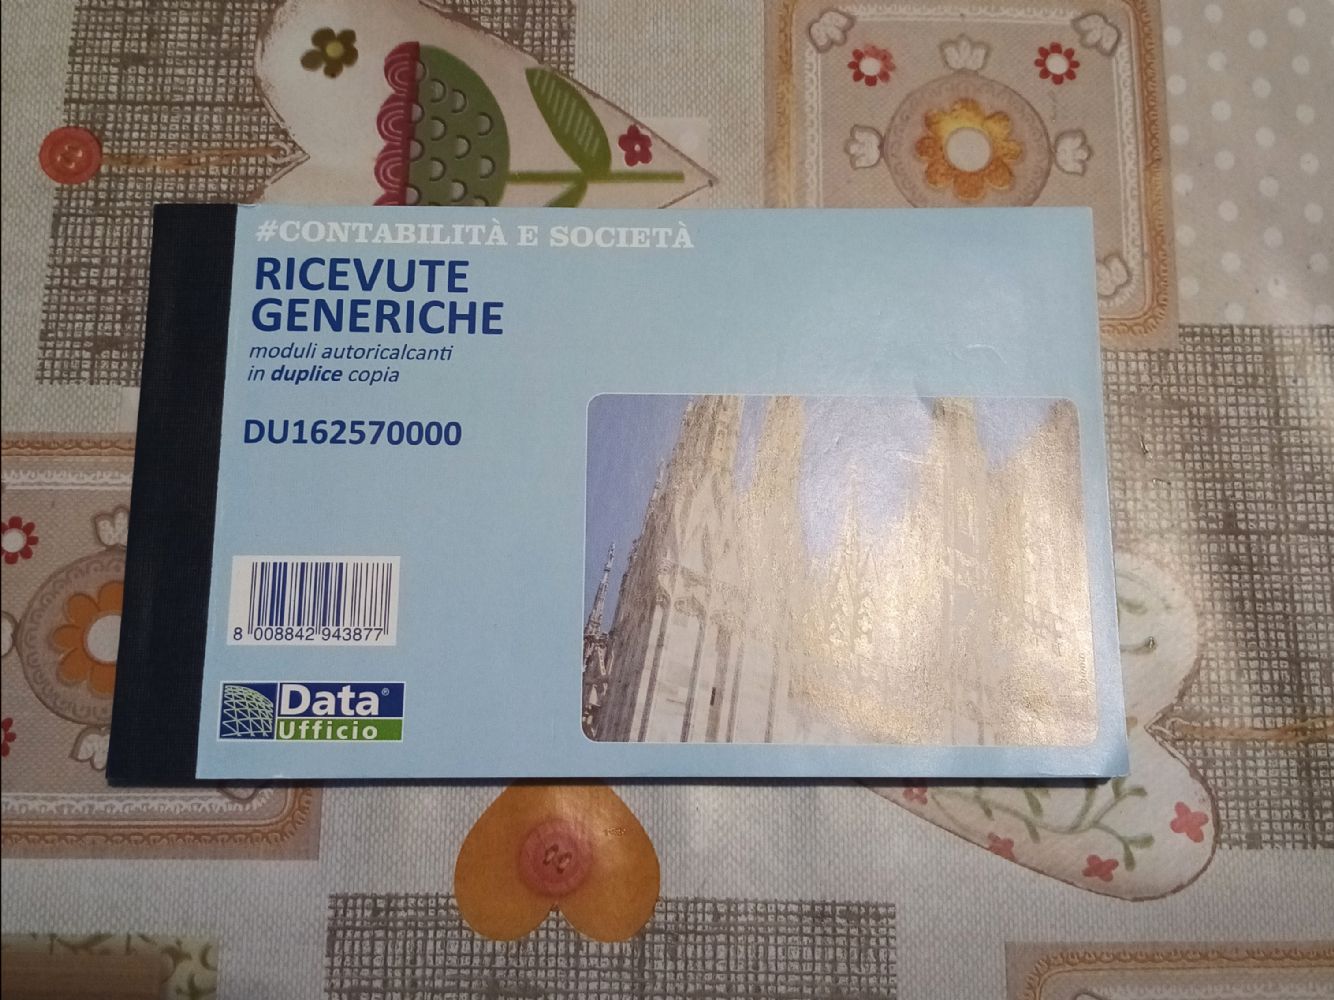 #CONTABILITÀ E SOCIETÀ
RICEVUTE
GENERICHE
moduli autoricalcanti
in duplice copia
DU162570000
8 008842 943877
Data®
Ufficio